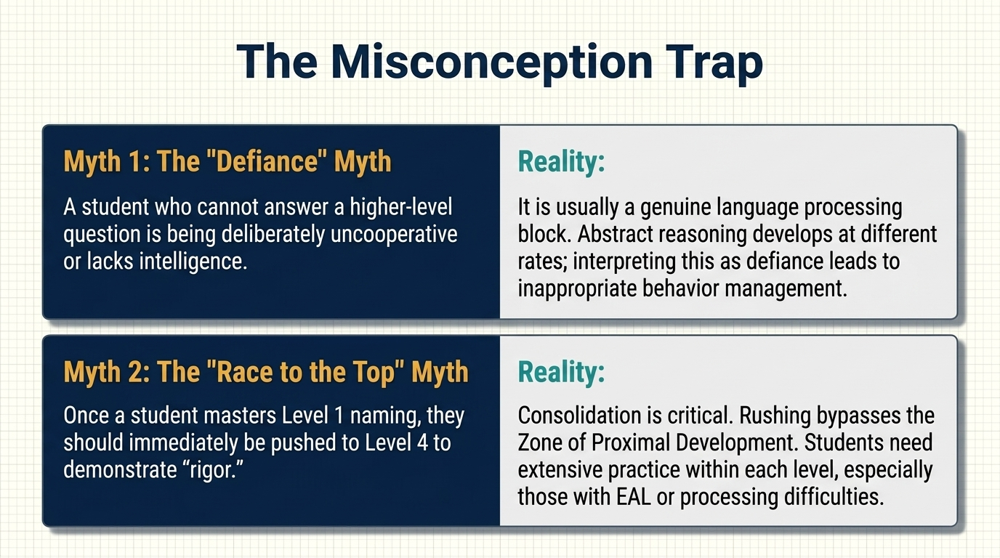 The Misconception Trap
Myth 1: The "Defiance" Myth
A student who cannot answer a higher-level
question is being deliberately uncooperative
or lacks intelligence.
Reality:
It is usually a genuine language processing
block. Abstract reasoning develops at different
rates; interpreting this as defiance leads to
inappropriate behavior management.
Myth 2: The "Race to the Top" Myth
Once a student masters Level 1 naming, they
should immediately be pushed to Level 4 to
demonstrate “rigor.”
Reality:
Consolidation is critical. Rushing bypasses the
Zone of Proximal Development. Students need
extensive practice within each level, especially
those with EAL or processing difficulties.